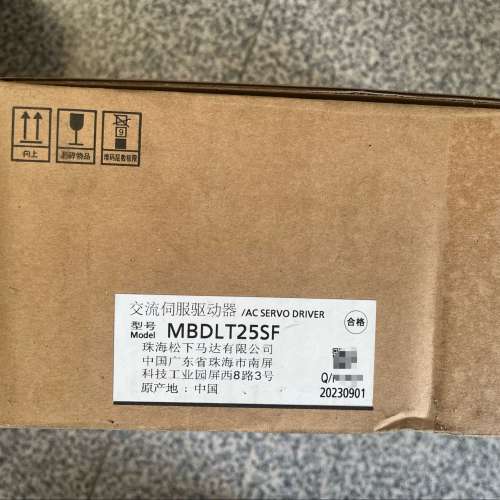 9
向上
易碎物品
堆码层数极限
交流伺服驱动器 /AC SERVO DRIVER
型号 Model MBDLT25SF
合格
珠海松下马达有限公司
中国广东省珠海市南屏
科技工业园屏西8路3号
原产地：中国
Q/
20230901